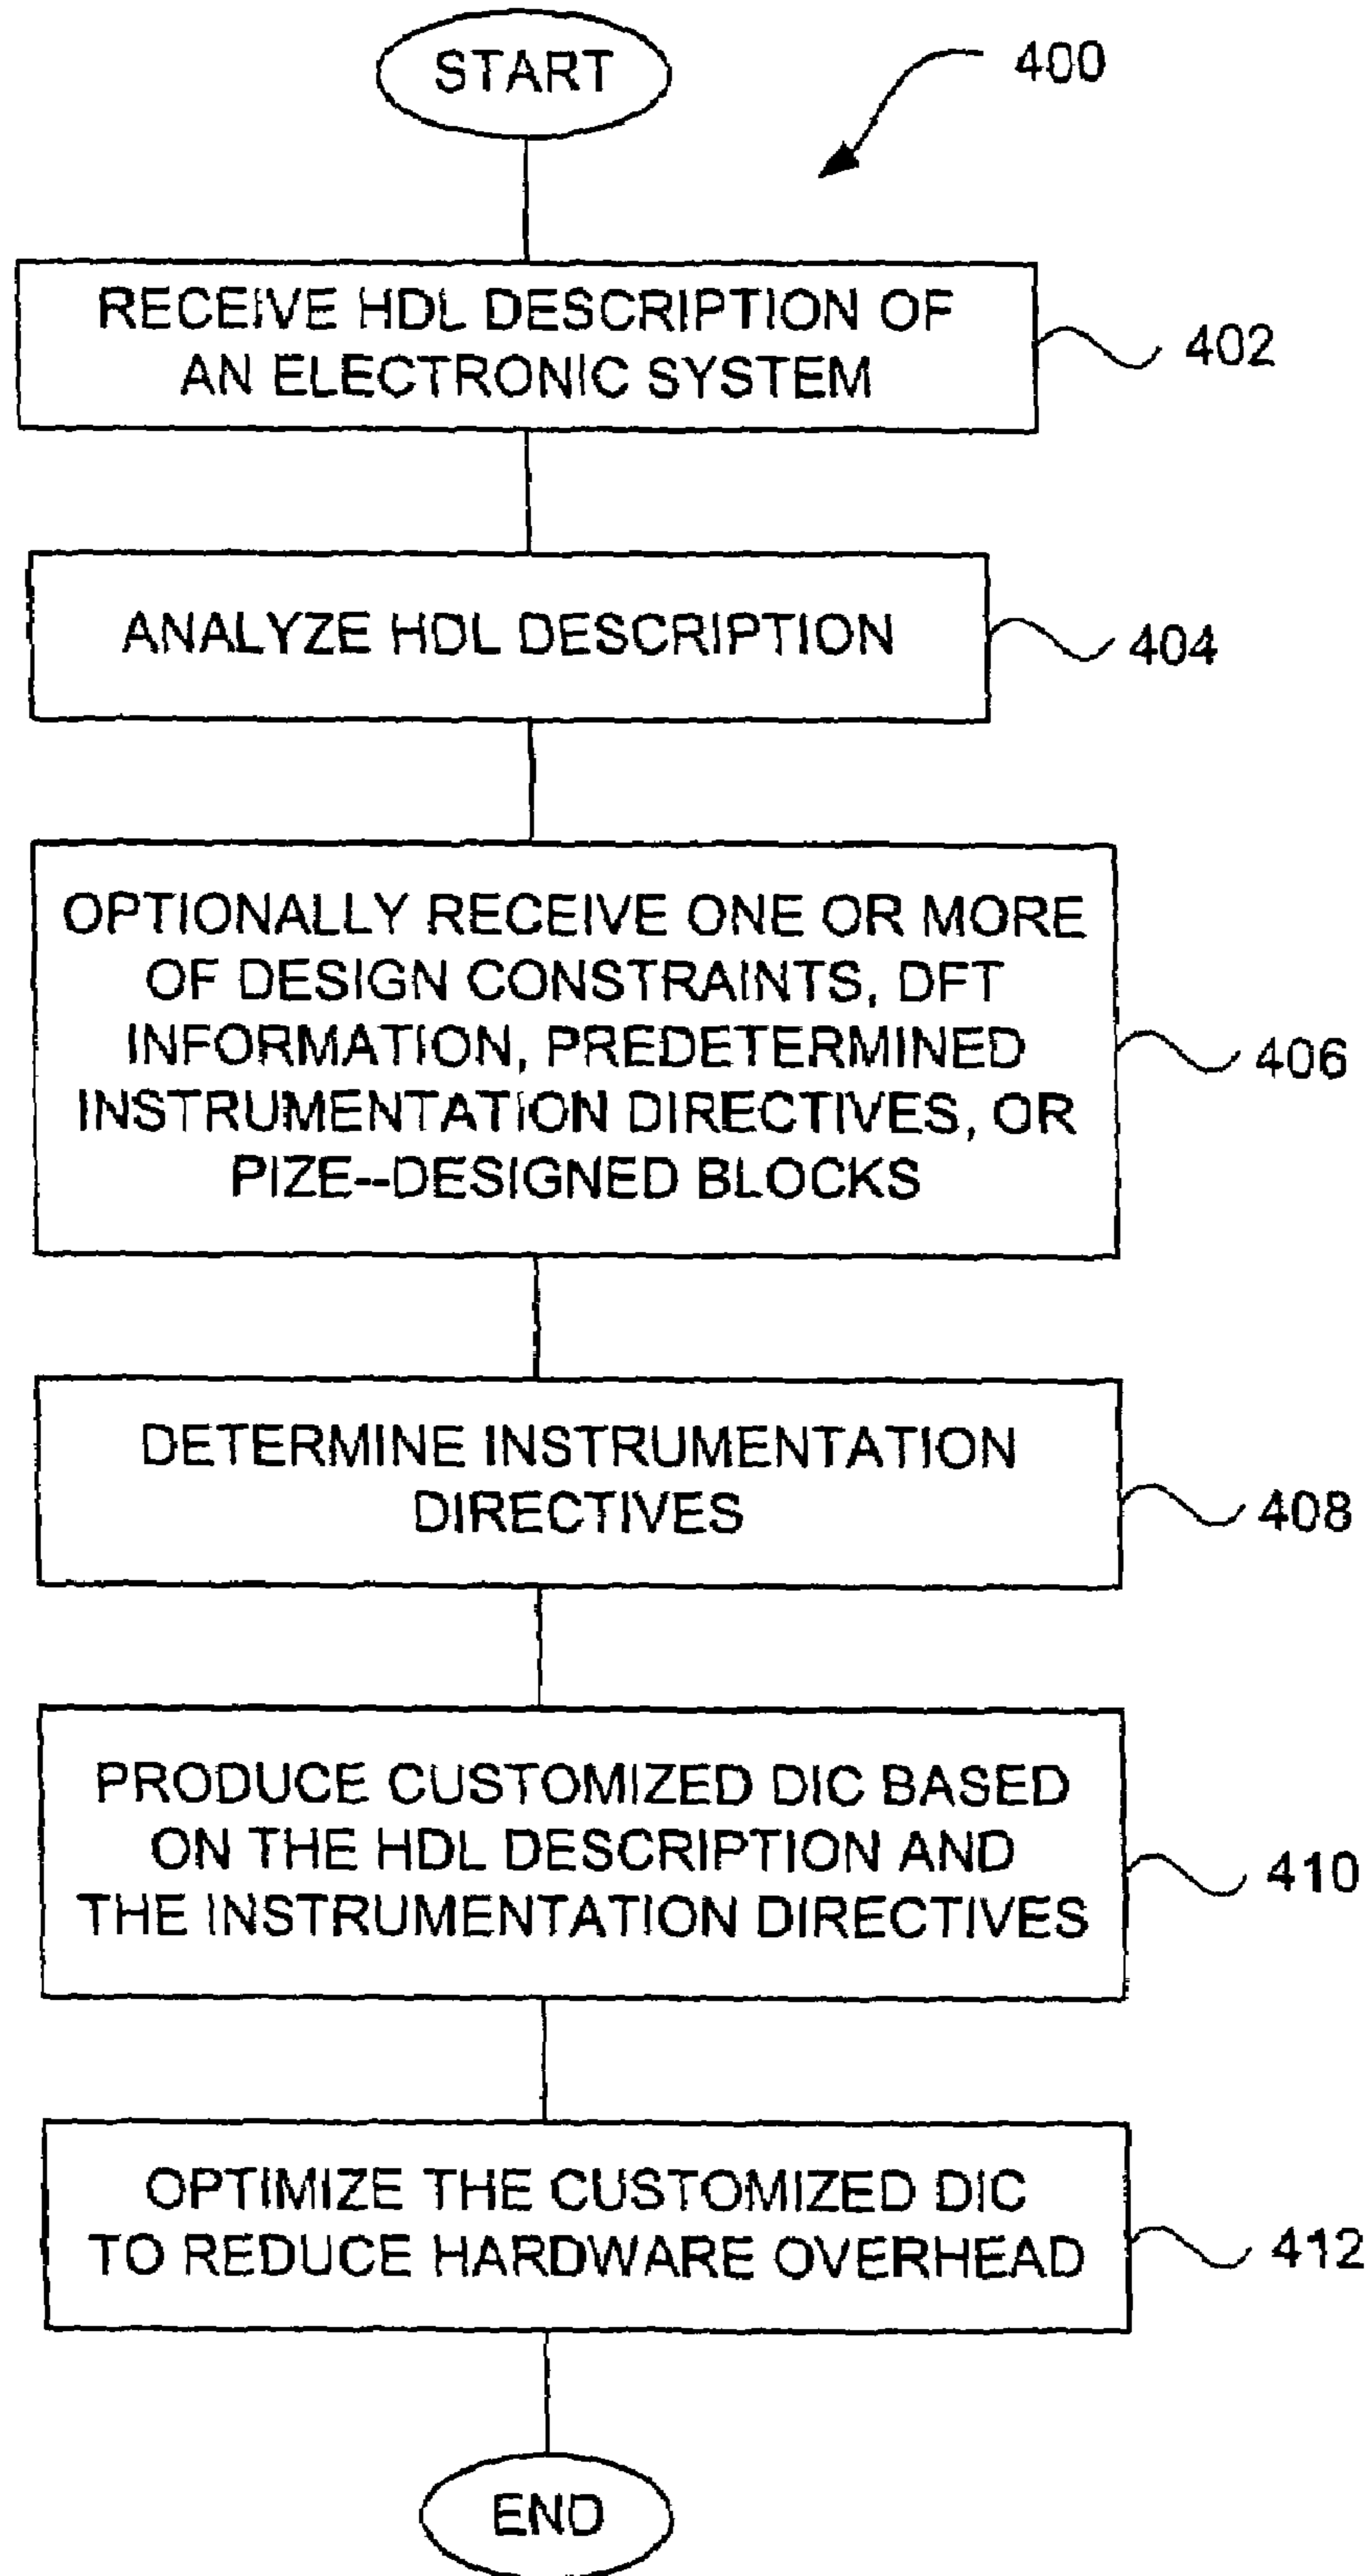 START
400
RECEIVE HDL DESCRIPTION OF
AN ELECTRONIC SYSTEM
402
ANALYZE HDL DESCRIPTION
404
OPTIONALLY RECEIVE ONE OR MORE
OF DESIGN CONSTRAINTS, DFT
INFORMATION, PREDETERMINED
INSTRUMENTATION DIRECTIVES, OR
PIZE--DESIGNED BLOCKS
406
DETERMINE INSTRUMENTATION
DIRECTIVES
408
PRODUCE CUSTOMIZED DIC BASED
ON THE HDL DESCRIPTION AND
THE INSTRUMENTATION DIRECTIVES
410
OPTIMIZE THE CUSTOMIZED DIC
TO REDUCE HARDWARE OVERHEAD
412
END